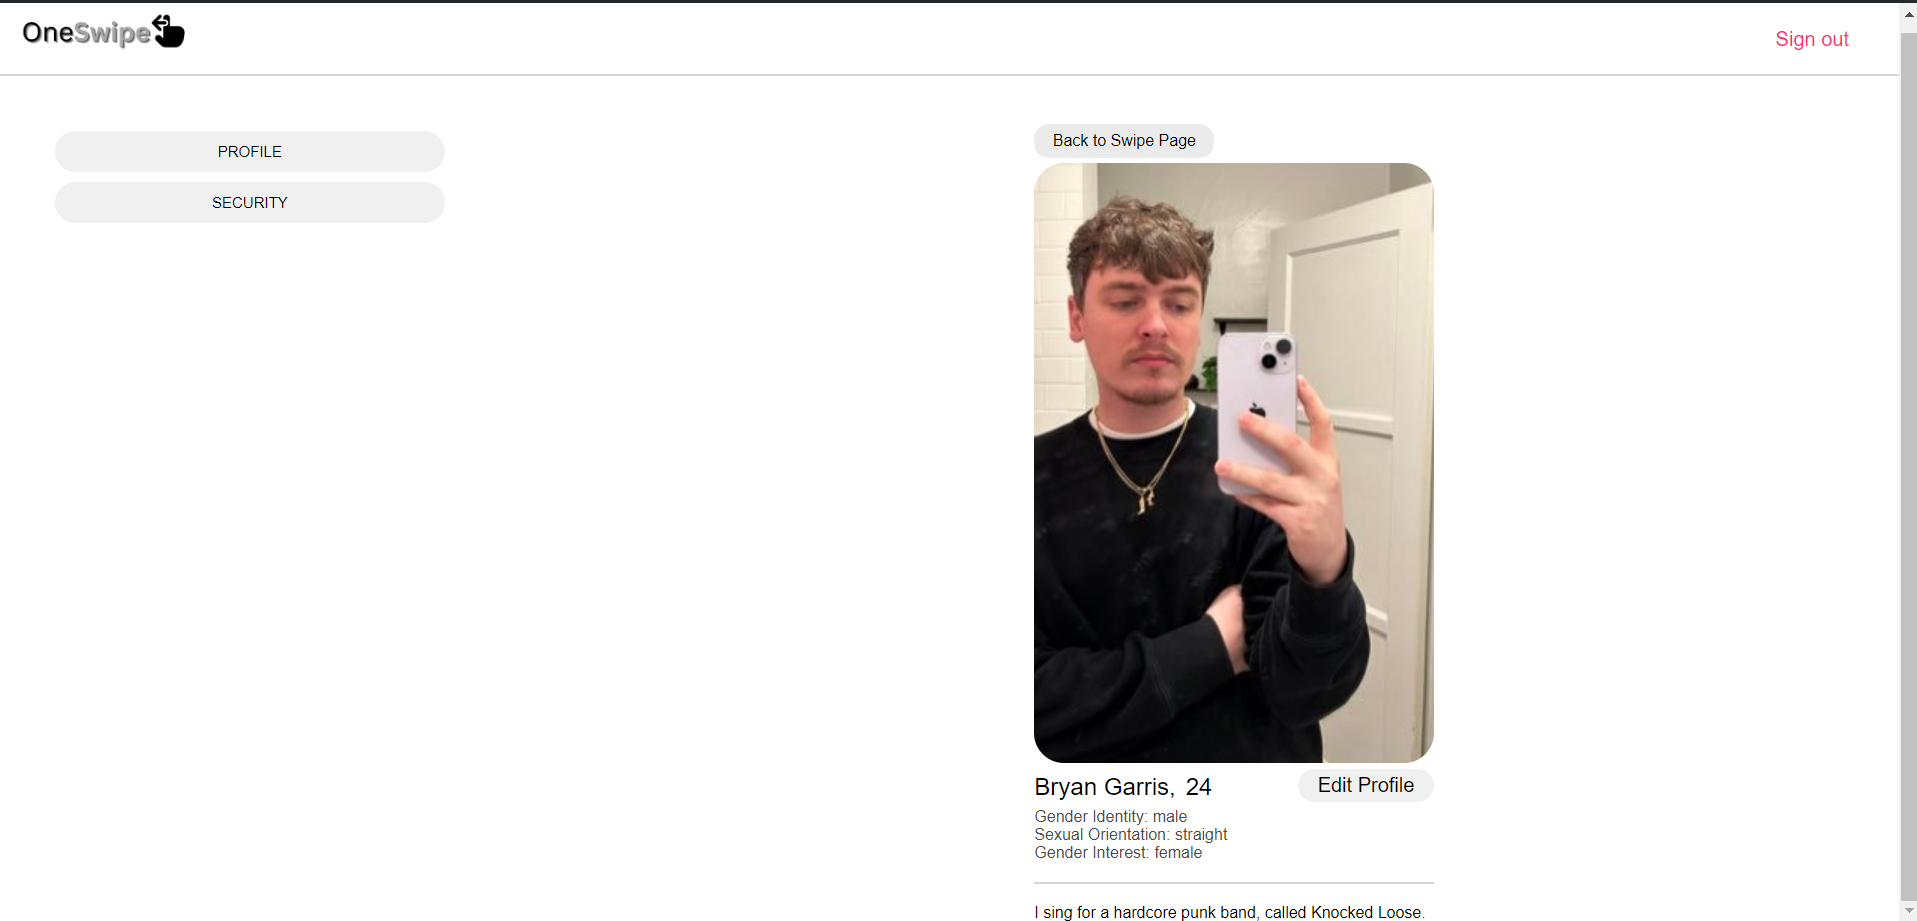 OneSwipe
Sign out
PROFILE
SECURITY
Back to Swipe Page
Bryan Garris, 24
Edit Profile
Gender Identity: male
Sexual Orientation: straight
Gender Interest: female
I sing for a hardcore punk band, called Knocked Loose.